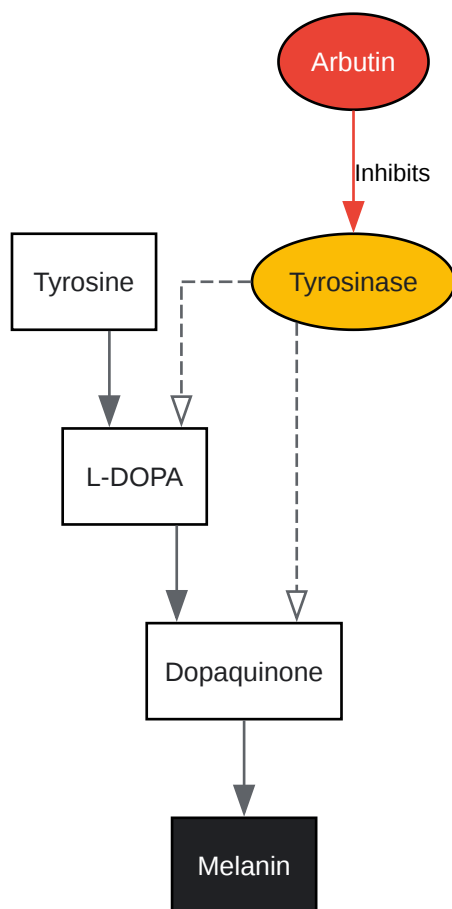 Arbutin
Inhibits
Tyrosine
Tyrosinase
L-DOPA
Dopaquinone
Melanin